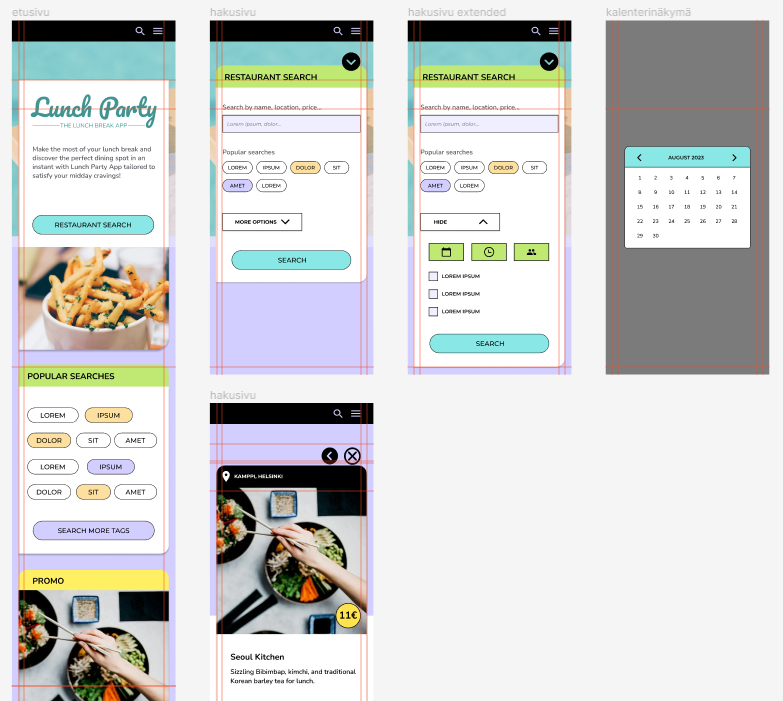 etusivu
Lunch Party
THE LUNCH BREAK APP
Make the most of your lunch break and
discover the perfect dining spot in an
instant with Lunch Party App tailored to
satisfy your midday cravings!
RESTAURANT SEARCH
POPULAR SEARCHES
LOREM IPSUM
DOLOR SIT AMET
LOREM IPSUM
DOLOR SIT AMET
SEARCH MORE TAGS
PROMO
hakusivu
RESTAURANT SEARCH
Search by name, location, price...
Lorem ipsum, dolor...
Popular searches
LOREM IPSUM DOLOR SIT
AMET LOREM
MORE OPTIONS
SEARCH
hakusivu extended
RESTAURANT SEARCH
Search by name, location, price...
Lorem ipsum, dolor...
Popular searches
LOREM IPSUM DOLOR SIT
AMET LOREM
HIDE
LOREM IPSUM
LOREM IPSUM
LOREM IPSUM
SEARCH
kalenterinäkymä
AUGUST 2023
1 2 3 4 5 6 7
8 9 10 11 12 13 14
15 16 17 18 19 20 21
22 23 24 25 26 27 28
29 30
hakusivu
KAMPPI, HELSINKI
11€
Seoul Kitchen
Sizzling Bibimbap, kimchi, and traditional
Korean barley tea for lunch.